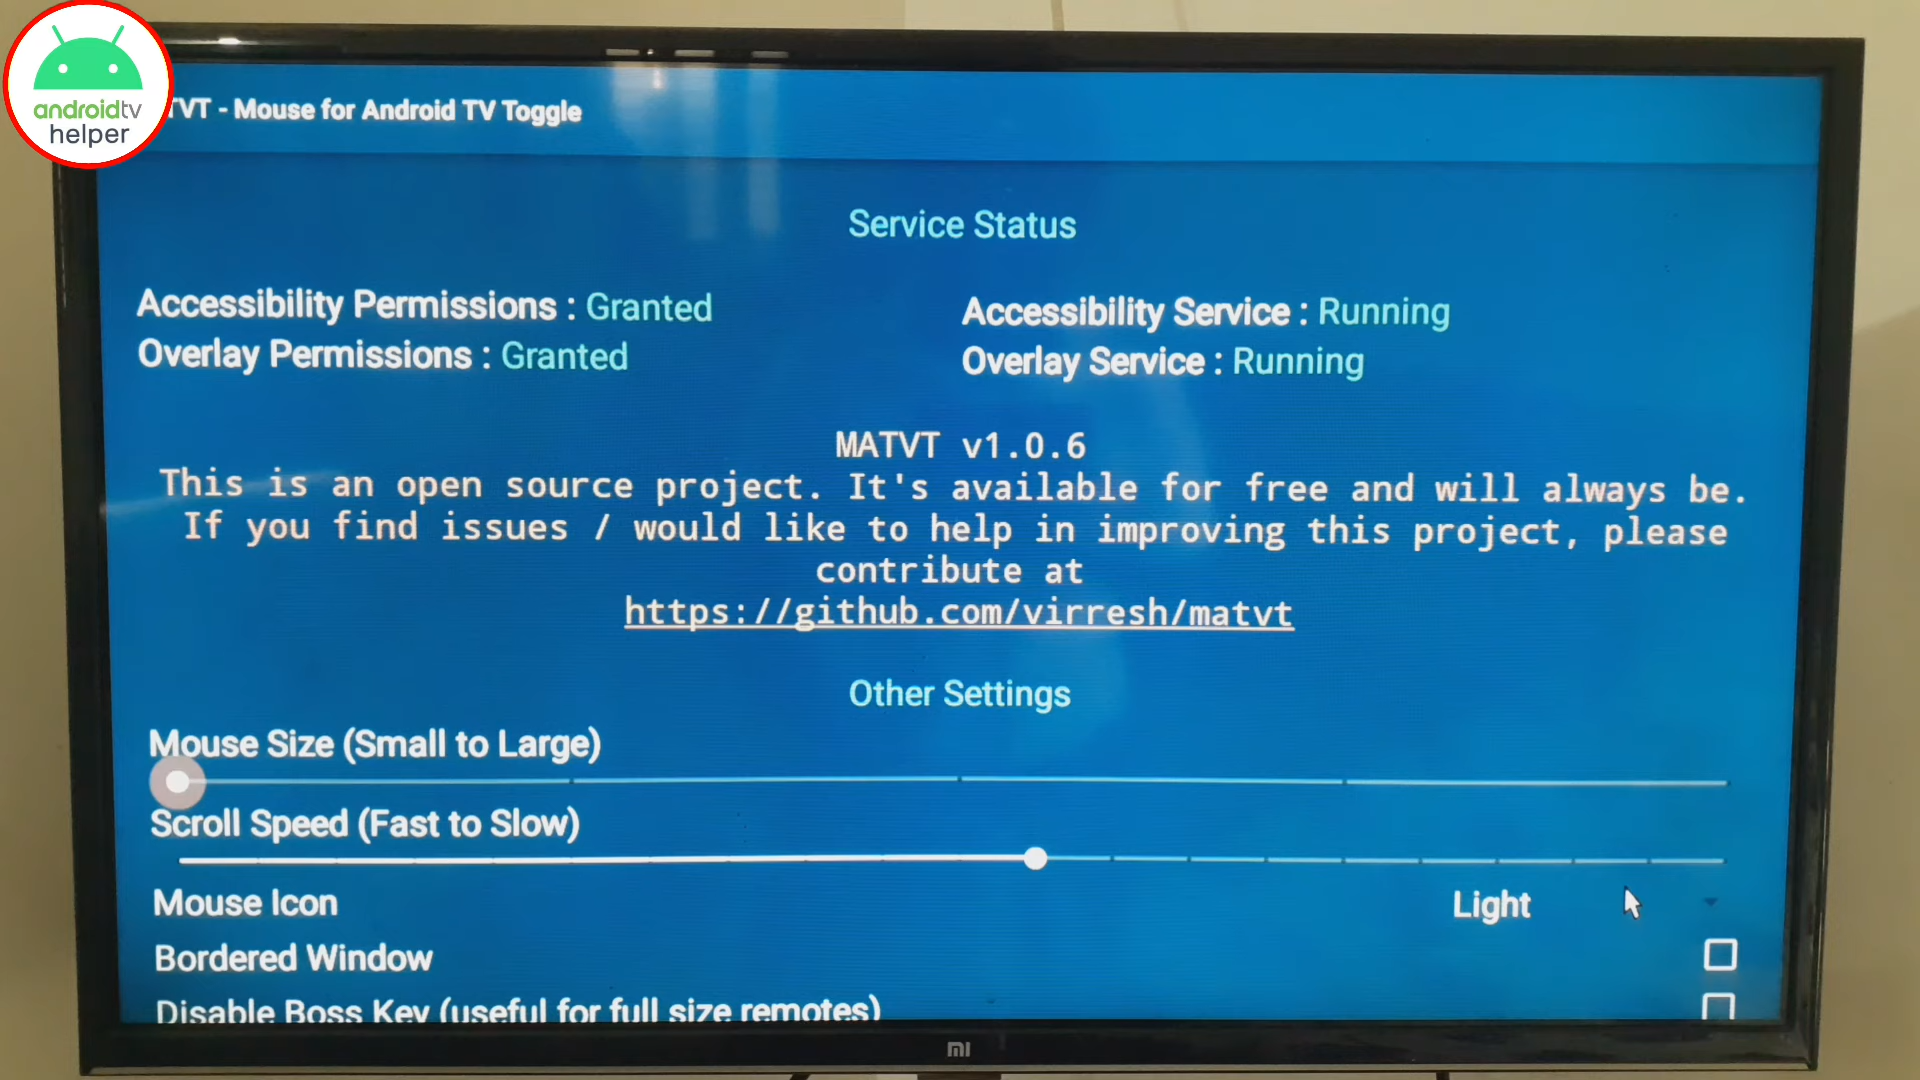 androidtv
helper
TVT - Mouse for Android TV Toggle
Service Status
Accessibility Permissions : Granted
Accessibility Service : Running
Overlay Permissions : Granted
Overlay Service : Running
MATVT v1.0.6
This is an open source project. It's available for free and will always be.
If you find issues / would like to help in improving this project, please
contribute at
https://github.com/virresh/matvt
Other Settings
Mouse Size (Small to Large)
Scroll Speed (Fast to Slow)
Mouse Icon
Light
Bordered Window
Disable Boss Key (useful for full size remotes)
mi